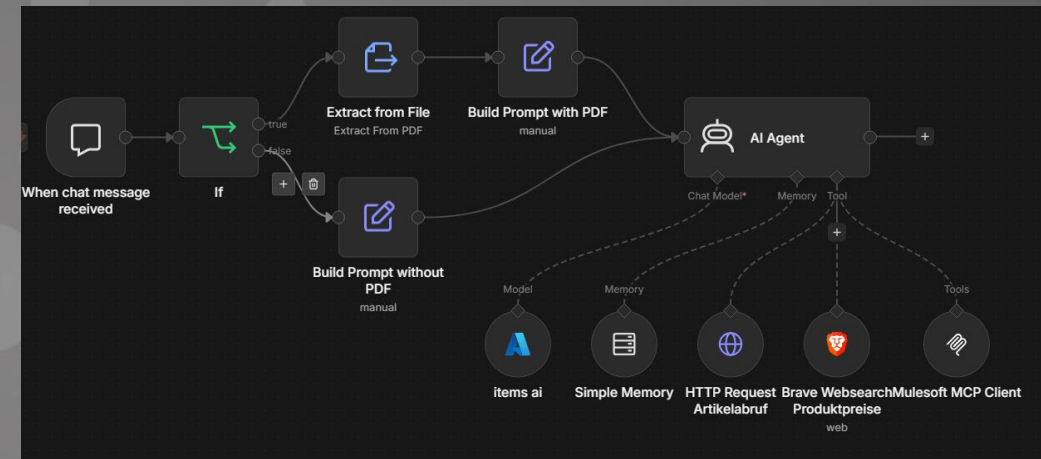 When chat message
received
If
true
false
Extract from File
Extract From PDF
Build Prompt with PDF
manual
Build Prompt without
PDF
manual
AI Agent
Chat Model*
Memory
Tool
Model
Memory
Tools
items ai
Simple Memory
HTTP Request
Artikelabruf
Brave Websearch
Produktpreise
web
Mulesoft MCP Client